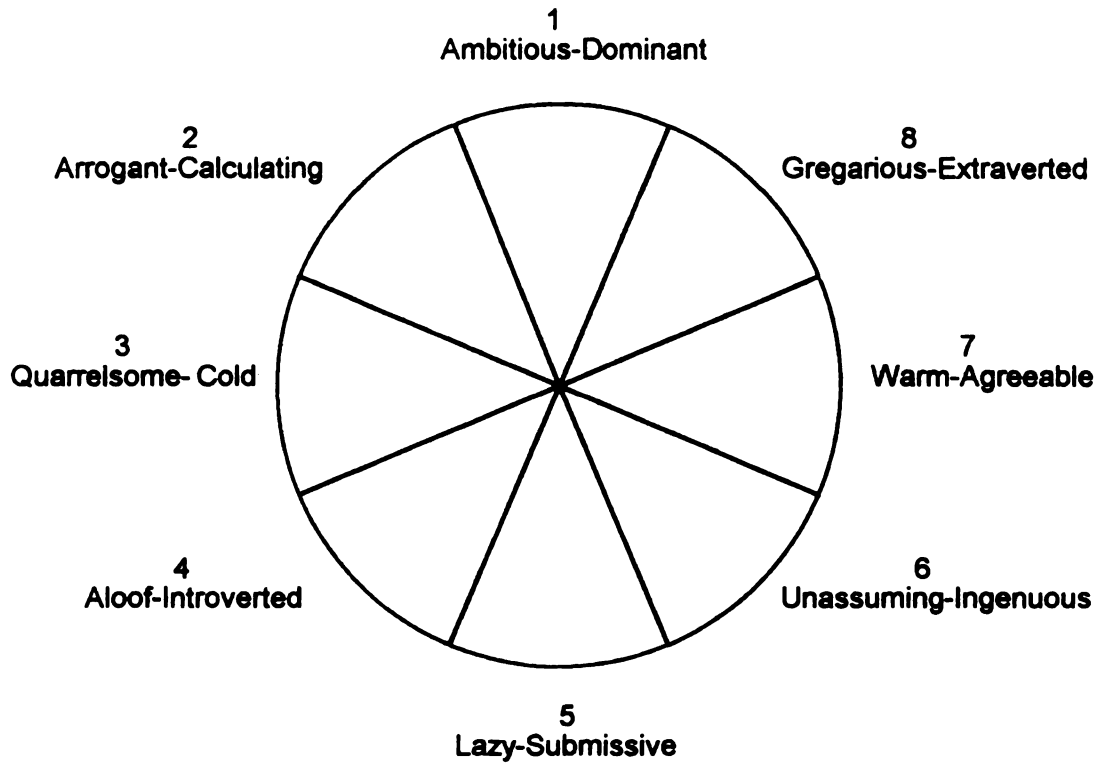 1
Ambitious-Dominant
2
Arrogant-Calculating
8
Gregarious-Extraverted
3
Quarrelsome- Cold
7
Warm-Agreeable
4
Aloof-Introverted
6
Unassuming-Ingenuous
5
Lazy-Submissive